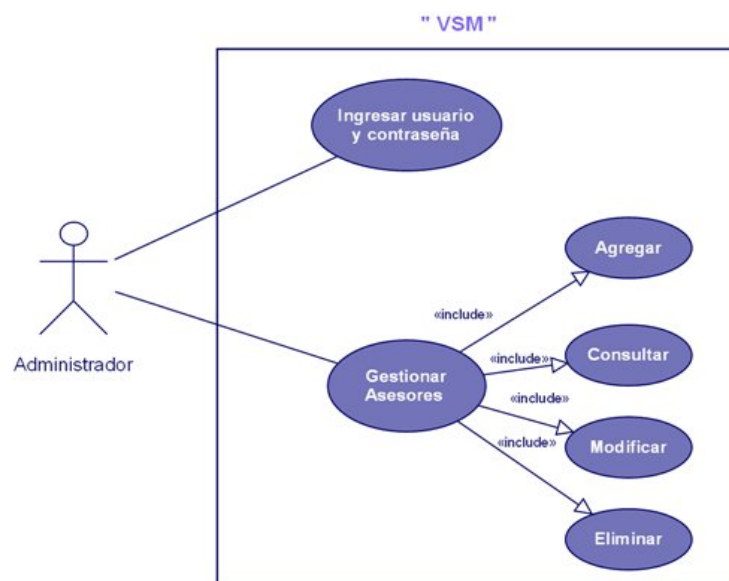 " VSM"
Ingresar usuario
y contraseña
Agregar
«include»
Administrador
Gestionar
Asesores
«include»
Consultar
«include»
«include»
Modificar
Eliminar